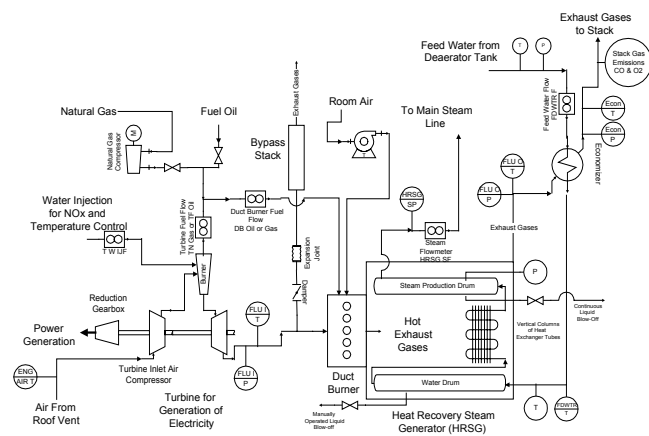 Exhaust Gases
to Stack
Stack Gas
Emissions
CO & O2
Feed Water from
Deaerator Tank
T
P
Feed Water Flow
FDWTR F
Econ
T
Econ
P
Economizer
Natural Gas
Fuel Oil
Natural Gas
Compressor
M
Exhaust Gases
Room Air
T
Bypass
Stack
To Main Steam
Line
FLU O
T
FLU O
P
Exhaust Gases
HRSG
SP
Steam
Flowmeter
HRSG SF
Water Injection
for NOx and
Temperature Control
T W IJF
Turbine Fuel Flow
TN Gas or TF Oil
Duct Burner Fuel
Flow
DB Oil or Gas
Burner
Expansion
Joint
Damper
Steam Production Drum
P
Continuous
Liquid
Blow-Off
Vertical Columns
of Heat
Exchanger Tubes
Hot
Exhaust
Gases
Water Drum
Reduction
Gearbox
Power
Generation
FLU I
T
FLU I
P
Turbine Inlet Air
Compressor
ENG
AIR T
Air From
Roof Vent
Turbine for
Generation of
Electricity
Duct
Burner
Manually
Operated Liquid
Blow-off
Heat Recovery Steam
Generator (HRSG)
T
FDWTR
T